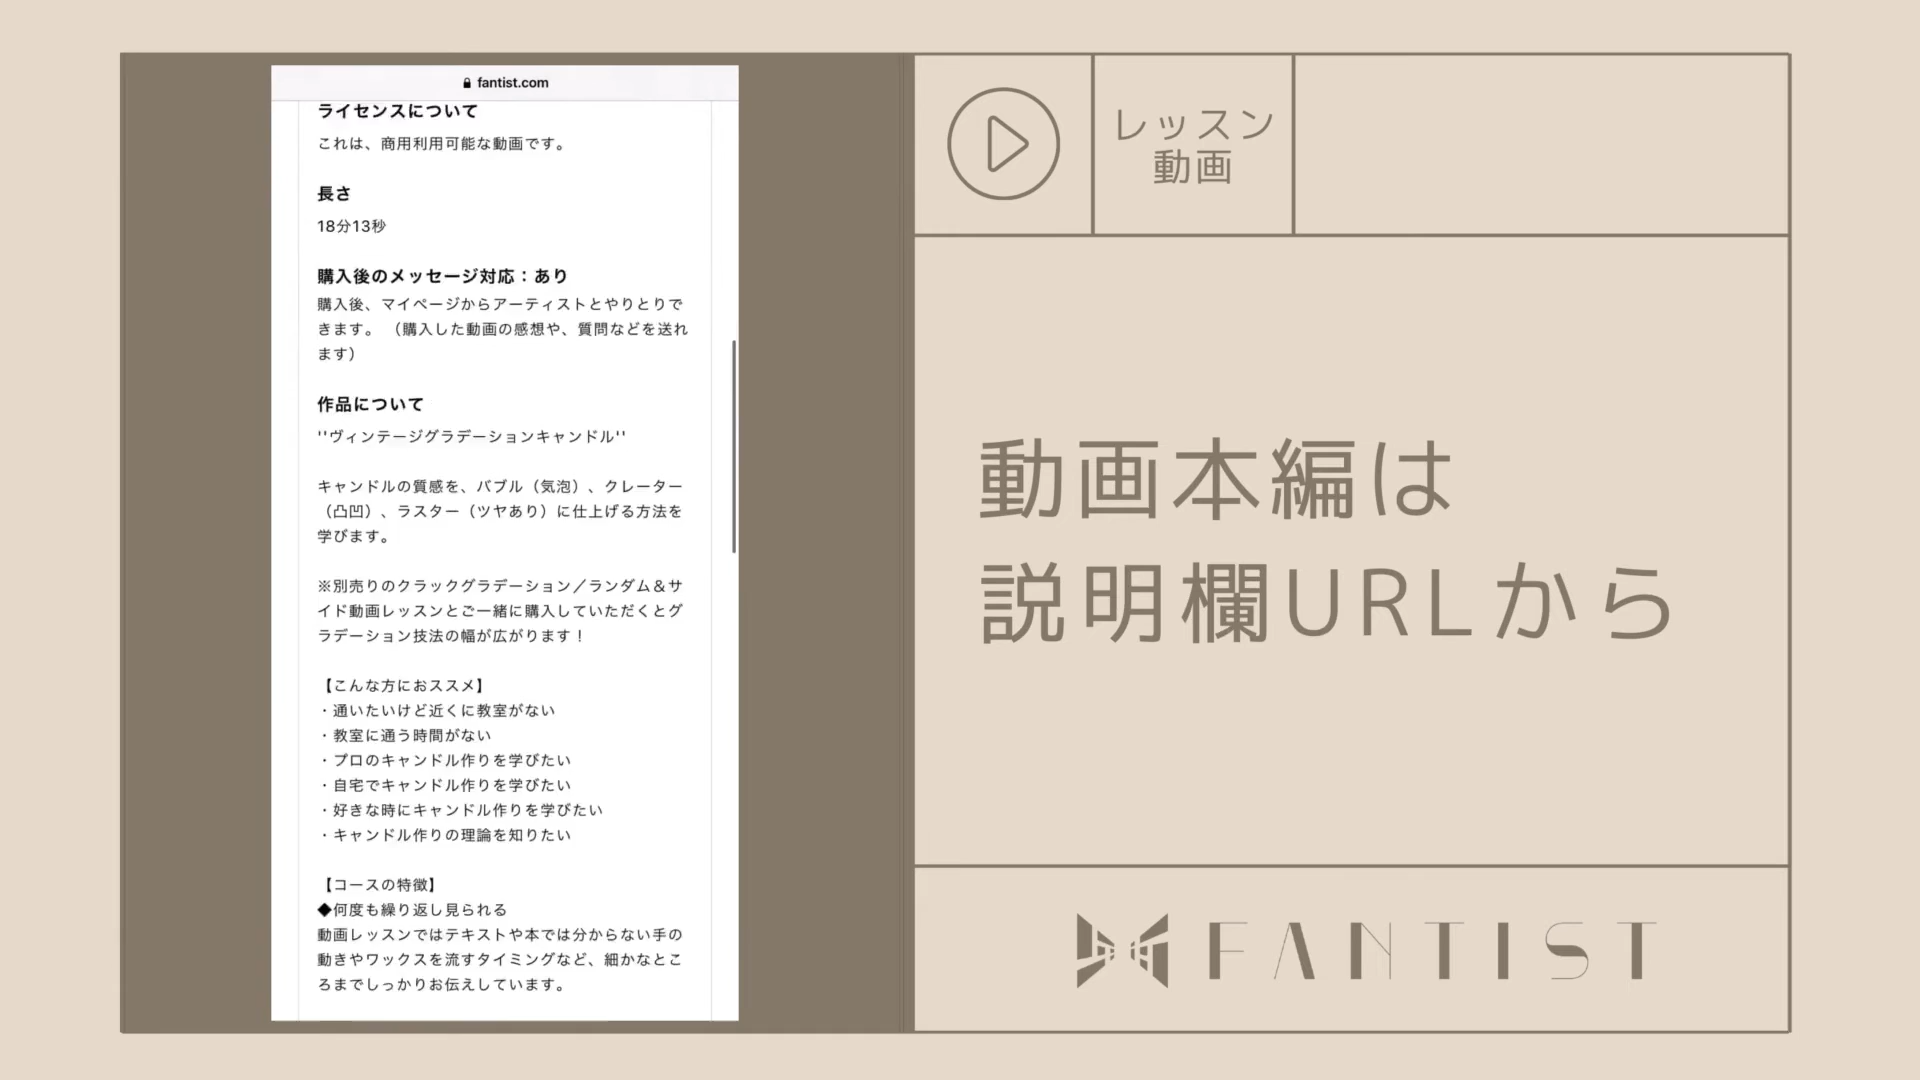 fantist.com
ライセンスについて
これは、商用利用可能な動画です。
長さ
18分13秒
購入後のメッセージ対応：あり
購入後、マイページからアーティストとやりとりで
きます。 （購入した動画の感想や、質問などを送れ
ます）
作品について
''ヴィンテージグラデーションキャンドル''
キャンドルの質感を、バブル（気泡）、クレーター
（凸凹）、ラスター（ツヤあり）に仕上げる方法を
学びます。
※別売りのクラックグラデーション／ランダム＆サ
イド動画レッスンとご一緒に購入していただくとグ
ラデーション技法の幅が広がります！
【こんな方におススメ】
・通いたいけど近くに教室がない
・教室に通う時間がない
・プロのキャンドル作りを学びたい
・自宅でキャンドル作りを学びたい
・好きな時にキャンドル作りを学びたい
・キャンドル作りの理論を知りたい
【コースの特徴】
◆何度も繰り返し見られる
動画レッスンではテキストや本では分からない手の
動きやワックスを流すタイミングなど、細かなとこ
ろまでしっかりお伝えしています。
レッスン
動画
動画本編は
説明欄URLから
FANTIST